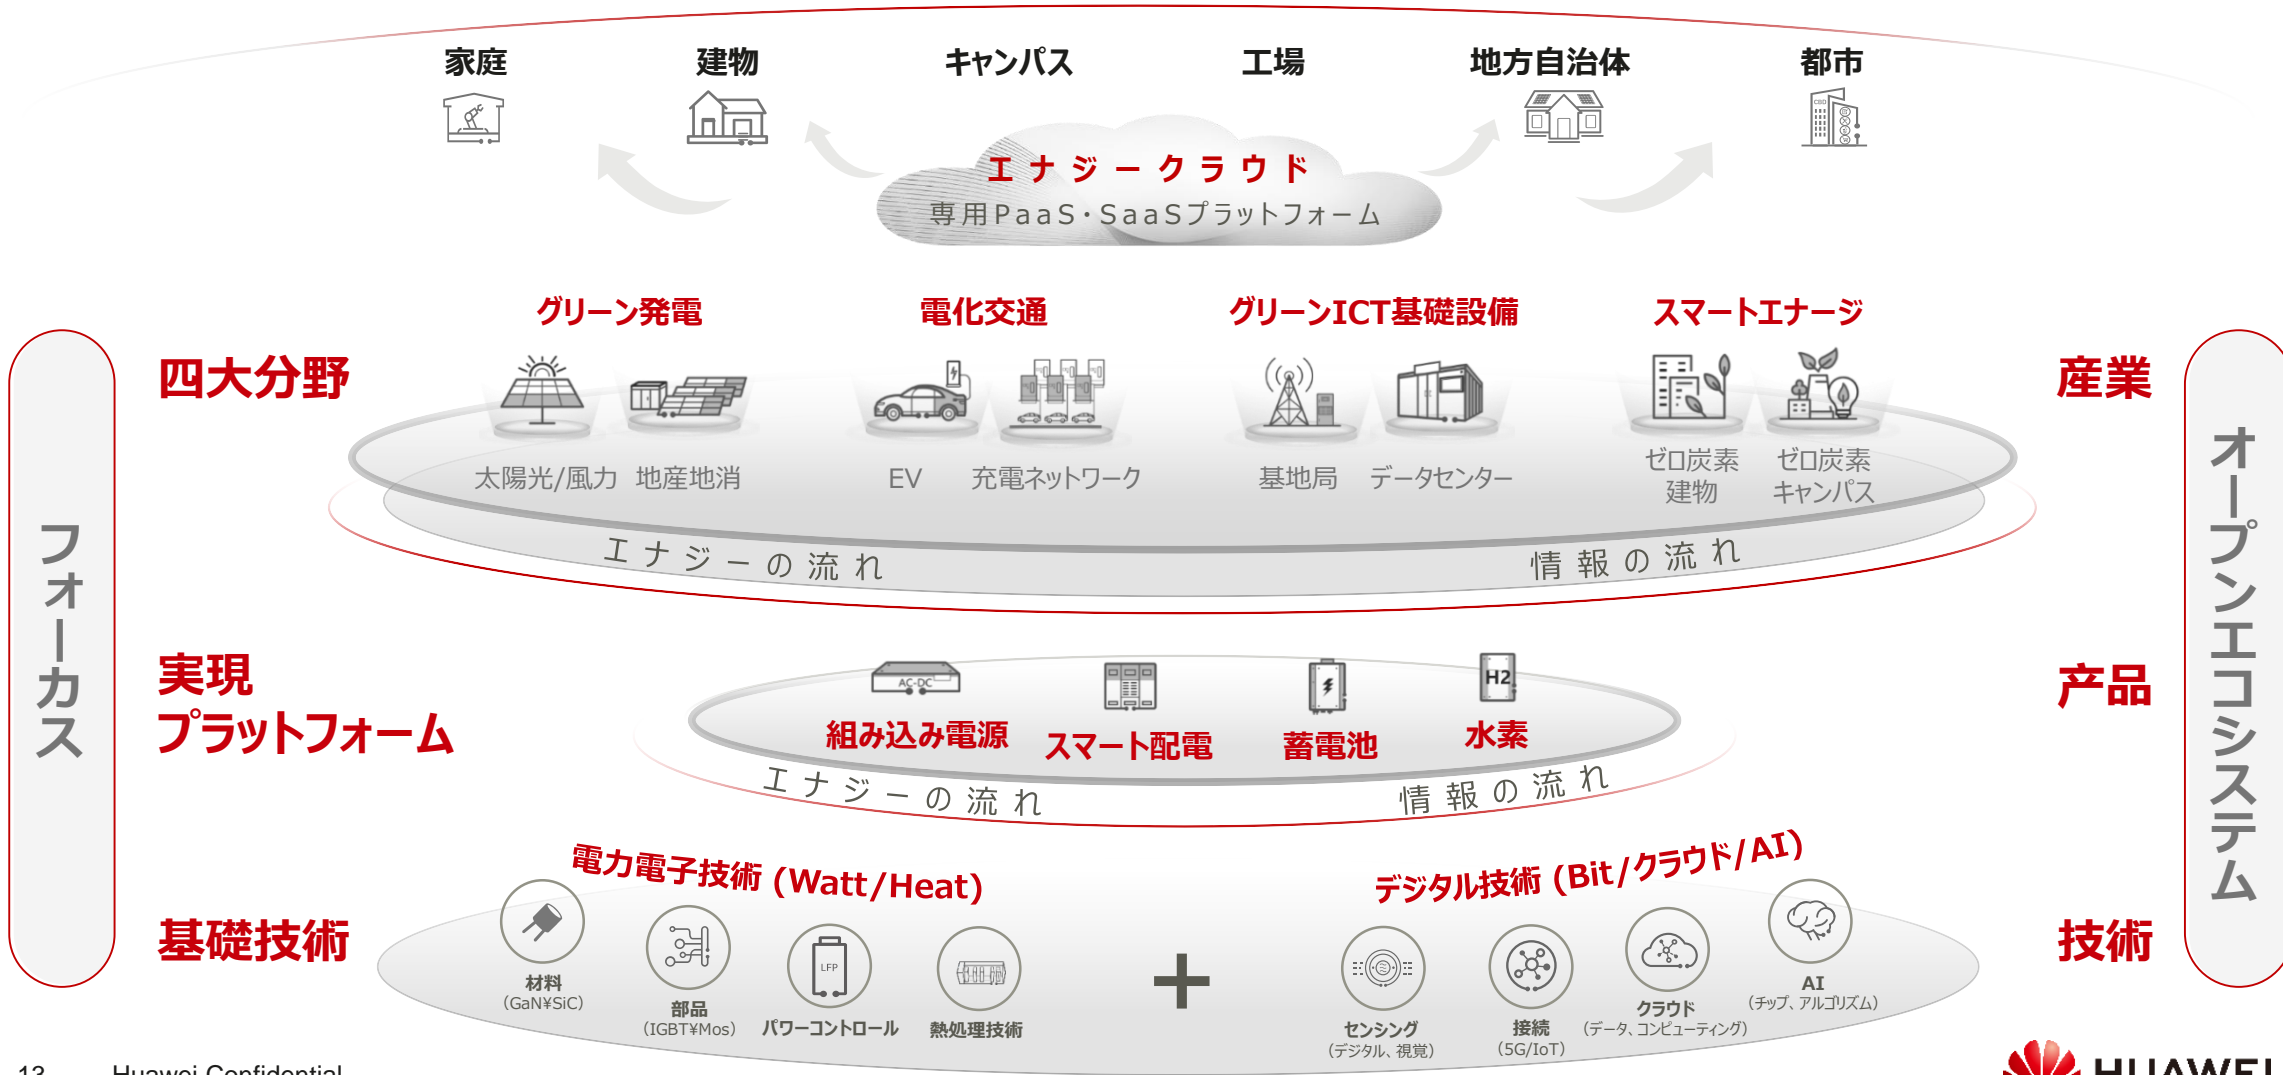 家庭
建物
キャンパス
工場
地方自治体
都市
CBD
エナジークラウド
専用PaaS・SaaSプラットフォーム
グリーン発電
電化交通
グリーンICT基礎設備
スマートエナージ
四大分野
産業
太陽光/風力
地産地消
EV
充電ネットワーク
基地局
データセンター
ゼロ炭素
建物
ゼロ炭素
キャンパス
エナジーの流れ
情報の流れ
フォーカス
オープンエコシステム
実現
プラットフォーム
产品
AC-DC
H2
組み込み電源
スマート配電
蓄電池
水素
エナジーの流れ
情報の流れ
電力電子技術 (Watt/Heat)
デジタル技術 (Bit/クラウド/AI)
基礎技術
技術
LFP
材料
(GaN¥SiC)
部品
(IGBT¥Mos)
パワーコントロール
熱処理技術
+
センシング
(デジタル、視覚)
接続
(5G/IoT)
クラウド
(データ、コンピューティング)
AI
(チップ、アルゴリズム)
13
Huawei Confidential
HUAWEI